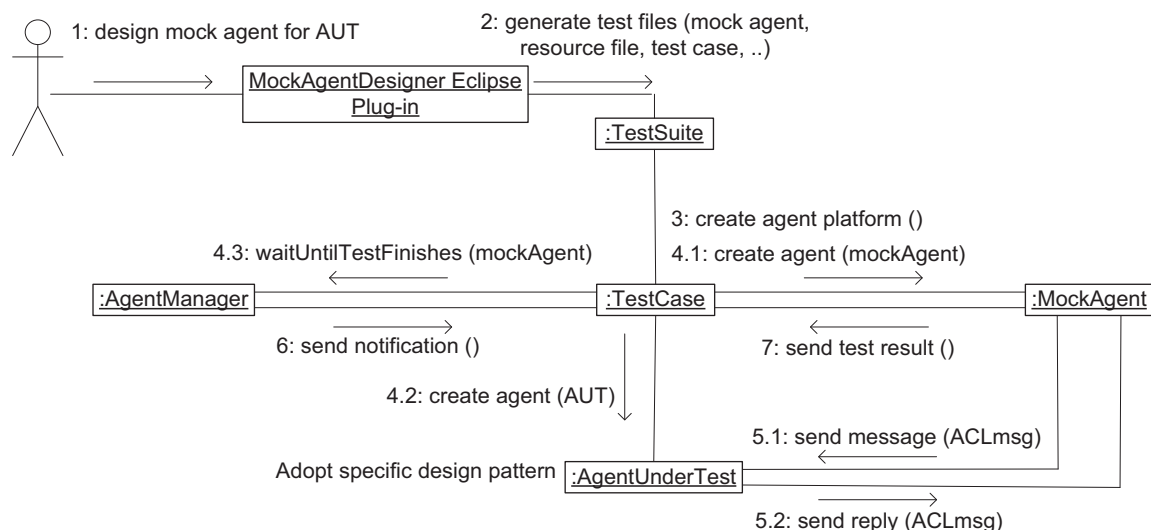 1: design mock agent for AUT
2: generate test files (mock agent,
resource file, test case, ..)
MockAgentDesigner Eclipse
Plug-in
:TestSuite
3: create agent platform ()
4.3: waitUntilTestFinishes (mockAgent)
4.1: create agent (mockAgent)
:AgentManager
:TestCase
:MockAgent
6: send notification ()
7: send test result ()
4.2: create agent (AUT)
5.1: send message (ACLmsg)
Adopt specific design pattern
:AgentUnderTest
5.2: send reply (ACLmsg)